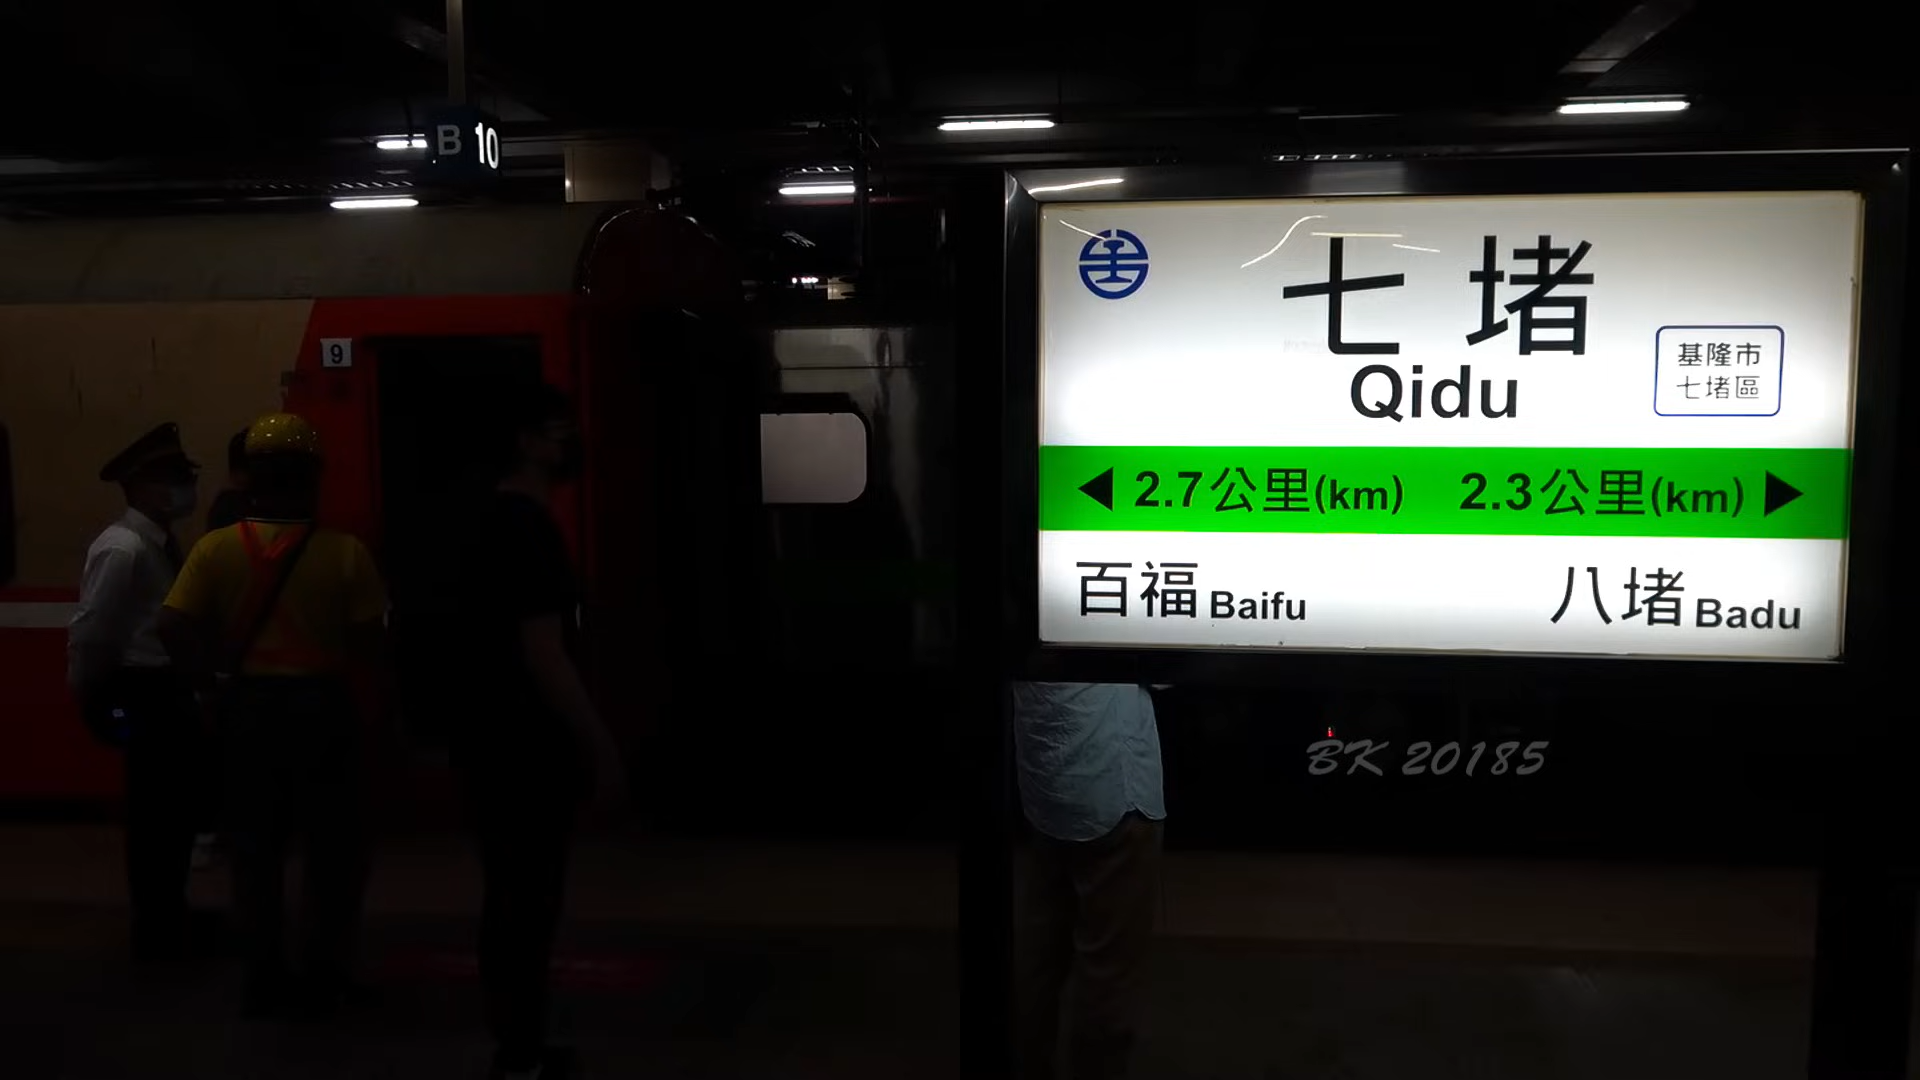 B 10
9
七堵
Qidu
基隆市
七堵區
2.7公里(km) 2.3公里(km)
百福 Baifu
八堵 Badu
BK 20185